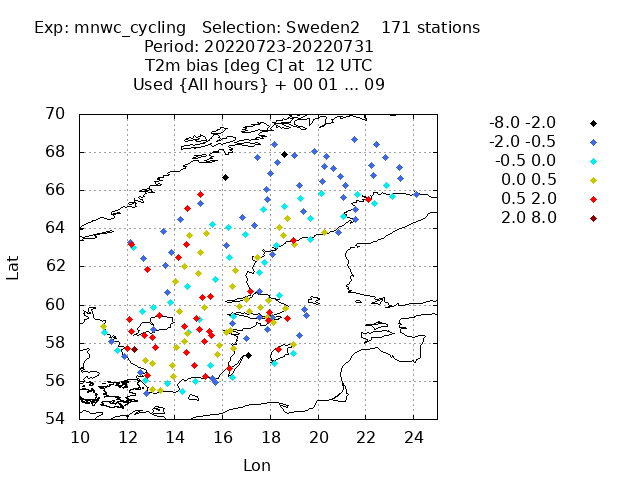 Exp: mnwc_cycling   Selection: Sweden2    171 stations
Period: 20220723-20220731
T2m bias [deg C] at  12 UTC
Used {All hours} + 00 01 ... 09
70
68
66
64
62
60
58
56
54
10 12 14 16 18 20 22 24
Lat
Lon
-8.0 -2.0
-2.0 -0.5
-0.5 0.0
0.0 0.5
0.5 2.0
2.0 8.0